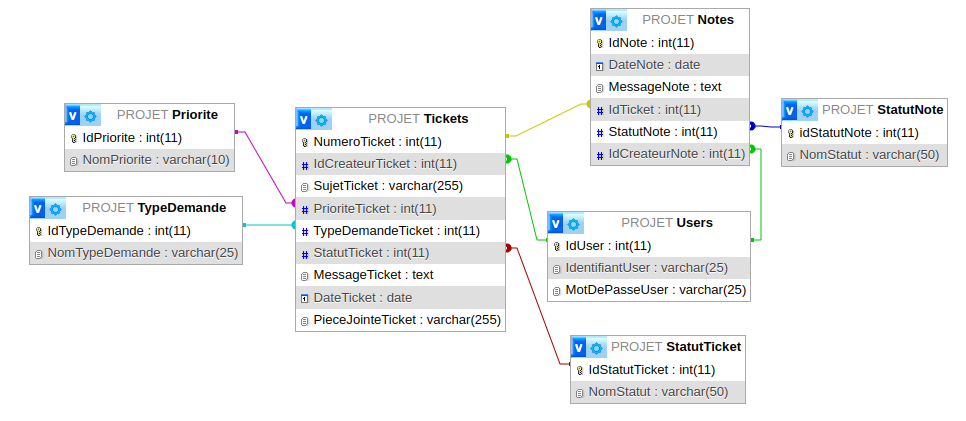 PROJET Priorite
IdPriorite : int(11)
NomPriorite : varchar(10)
PROJET TypeDemande
IdTypeDemande : int(11)
NomTypeDemande : varchar(25)
PROJET Tickets
NumeroTicket : int(11)
IdCreateurTicket : int(11)
SujetTicket : varchar(255)
PrioriteTicket : int(11)
TypeDemandeTicket : int(11)
StatutTicket : int(11)
MessageTicket : text
DateTicket : date
PieceJointeTicket : varchar(255)
PROJET Notes
IdNote : int(11)
DateNote : date
MessageNote : text
IdTicket : int(11)
StatutNote : int(11)
IdCreateurNote : int(11)
PROJET StatutNote
idStatutNote : int(11)
NomStatut : varchar(50)
PROJET Users
IdUser : int(11)
IdentifiantUser : varchar(25)
MotDePasseUser : varchar(25)
PROJET StatutTicket
IdStatutTicket : int(11)
NomStatut : varchar(50)